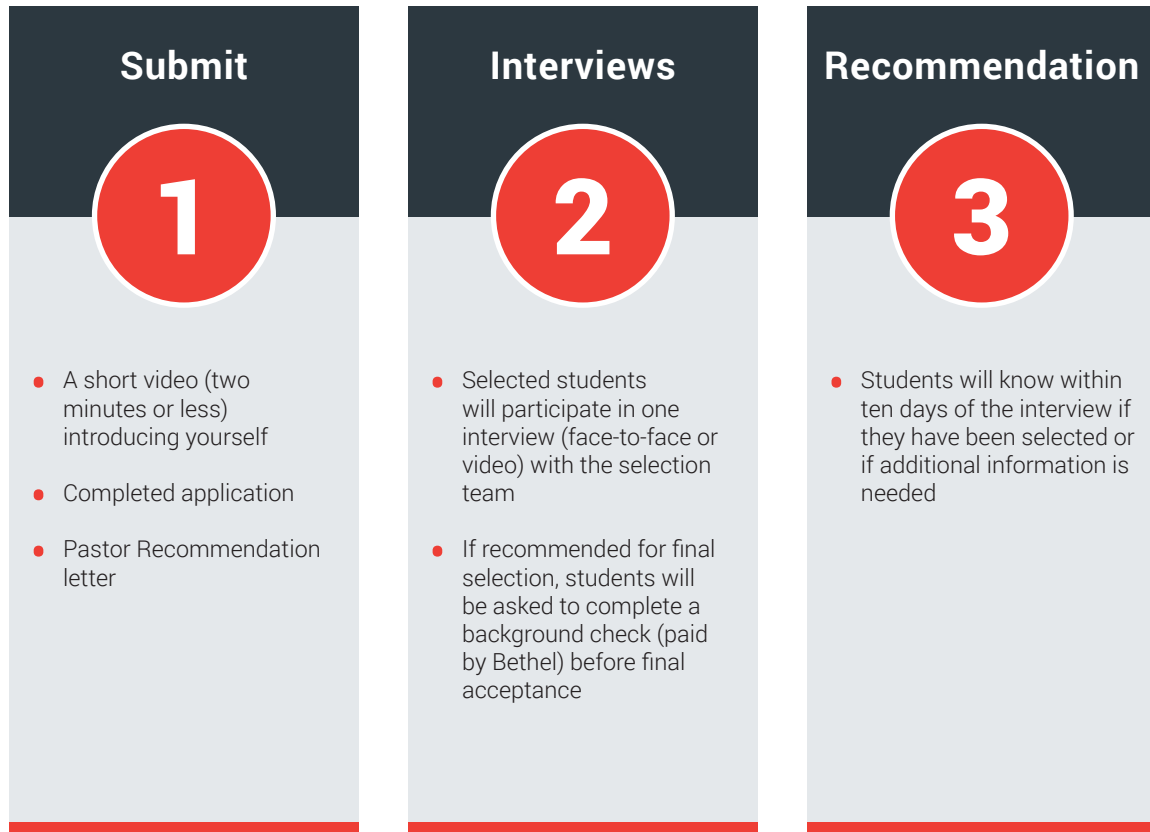 Submit
1
• A short video (two
minutes or less)
introducing yourself
• Completed application
• Pastor Recommendation
letter
Interviews
2
• Selected students
will participate in one
interview (face-to-face or
video) with the selection
team
• If recommended for final
selection, students will
be asked to complete a
background check (paid
by Bethel) before final
acceptance
Recommendation
3
• Students will know within
ten days of the interview if
they have been selected or
if additional information is
needed